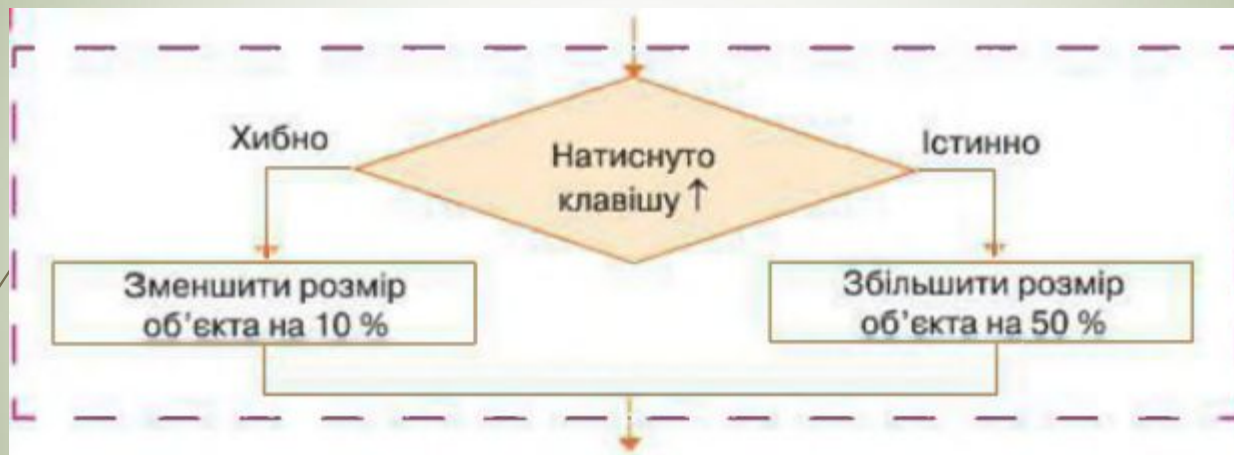 Хибно
Натиснуто
клавішу ↑
Істинно
Зменшити розмір
об'єкта на 10 %
Збільшити розмір
об'єкта на 50 %